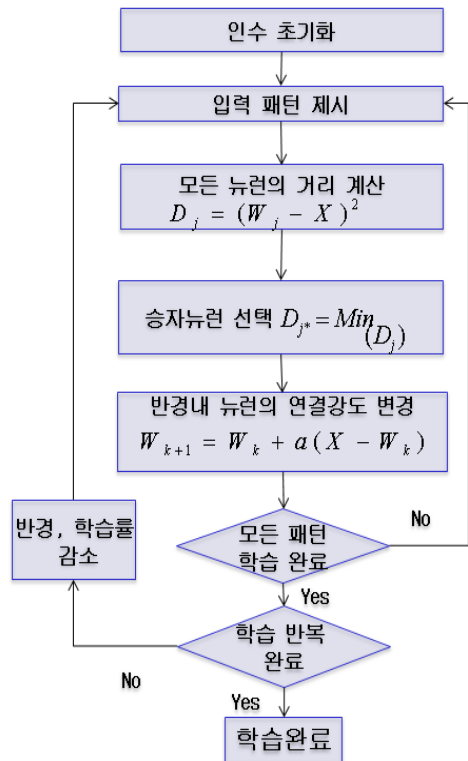 인수 초기화
입력 패턴 제시
모든 뉴런의 거리 계산
D_j = (W_j - X)^2
승자뉴런 선택 D_{j*} = Min_{(D_j)}
반경내 뉴런의 연결강도 변경
W_{k+1} = W_k + a(X - W_k)
반경, 학습률
감소
모든 패턴
학습 완료
No
Yes
학습 반복
완료
No
Yes
학습완료